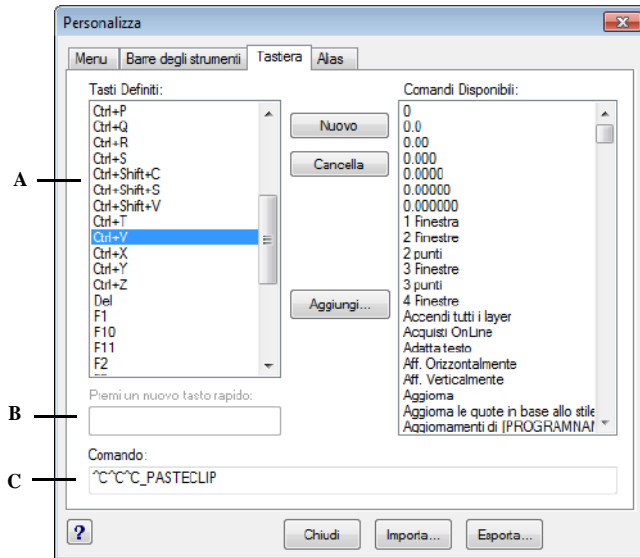 Personalizza
Menu
Barre degli strumenti
Tastiera
Alias
Tasti Definiti:
Ctrl+P
Ctrl+Q
Ctrl+R
Ctrl+S
Ctrl+Shift+C
Ctrl+Shift+S
Ctrl+Shift+V
Ctrl+T
Ctrl+V
Ctrl+X
Ctrl+Y
Ctrl+Z
Del
F1
F10
F11
F2
Nuovo
Cancella
Aggiungi...
Comandi Disponibili:
0
0.0
0.00
0.000
0.0000
0.00000
0.000000
1 Finestra
2 Finestre
2 punti
3 Finestre
3 punti
4 Finestre
Accendi tutti i layer
Acquisti OnLine
Adatta testo
Aff. Orizzontalmente
Aff. Verticalmente
Aggiorna
Aggiorna le quote in base allo stile
Aggiornamenti di [PROGRAMNAM
A
Premi un nuovo tasto rapido:
B
Comando:
C
^C^C^C_PASTECLIP
?
Chiudi
Importa...
Esporta...